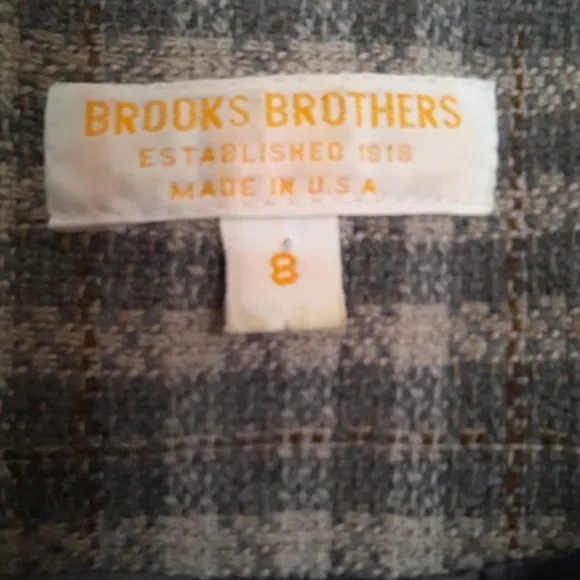 BROOKS BROTHERS
ESTABLISHED 1818
MADE IN U.S.A
8